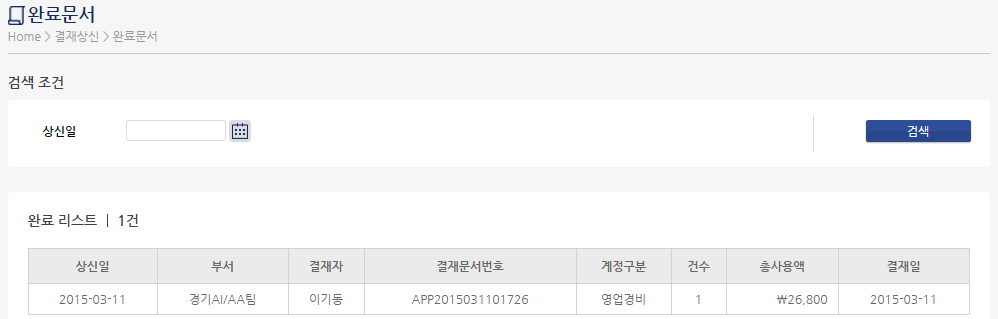 완료문서
Home > 결재상신 > 완료문서
검색 조건
상신일
검색
완료 리스트 | 1건
상신일 부서 결재자 결재문서번호 계정구분 건수 총사용액 결재일
2015-03-11 경기AI/AA팀 이기동 APP2015031101726 영업경비 1 ₩26,800 2015-03-11